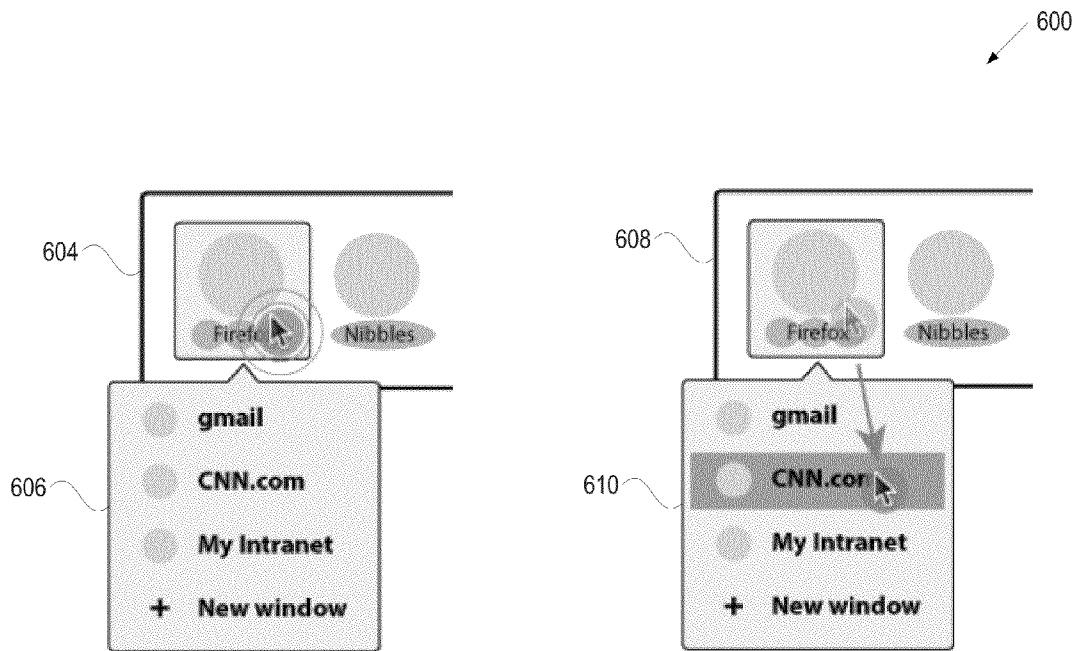 600
604
Firef
Nibbles
606
gmail
CNN.com
My Intranet
+ New window
608
Firefox
Nibbles
610
gmail
CNN.cor
My Intranet
+ New window